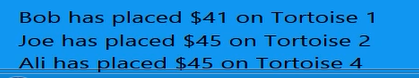 Bob has placed $41 on Tortoise 1
Joe has placed $45 on Tortoise 2
Ali has placed $45 on Tortoise 4